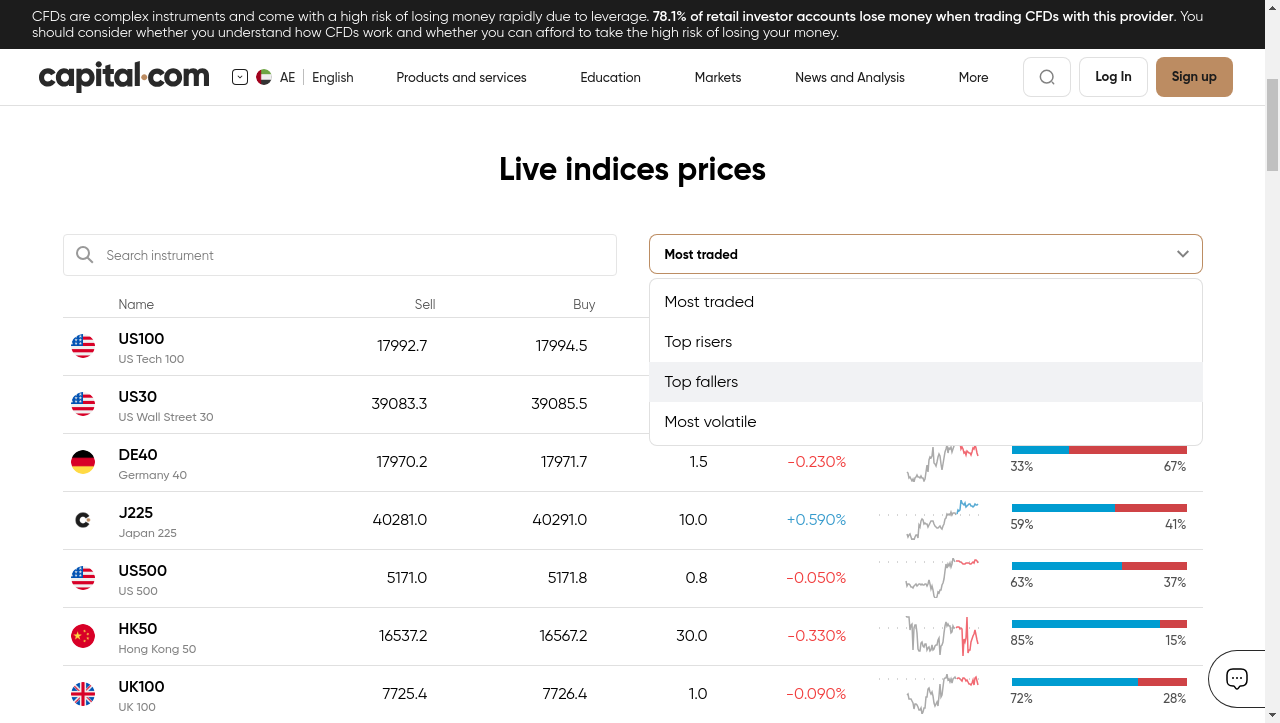 CFDs are complex instruments and come with a high risk of losing money rapidly due to leverage. 78.1% of retail investor accounts lose money when trading CFDs with this provider. You
should consider whether you understand how CFDs work and whether you can afford to take the high risk of losing your money.
capital.com
AE English
Products and services
Education
Markets
News and Analysis
More
Log In
Sign up
Live indices prices
Search instrument
Most traded
Most traded
Top risers
Top fallers
Most volatile
Name Sell Buy
US100 17992.7 17994.5
US Tech 100
US30 39083.3 39085.5
US Wall Street 30
DE40 17970.2 17971.7 1.5 -0.230% 33% 67%
Germany 40
J225 40281.0 40291.0 10.0 +0.590% 59% 41%
Japan 225
US500 5171.0 5171.8 0.8 -0.050% 63% 37%
US 500
HK50 16537.2 16567.2 30.0 -0.330% 85% 15%
Hong Kong 50
UK100 7725.4 7726.4 1.0 -0.090% 72% 28%
UK 100